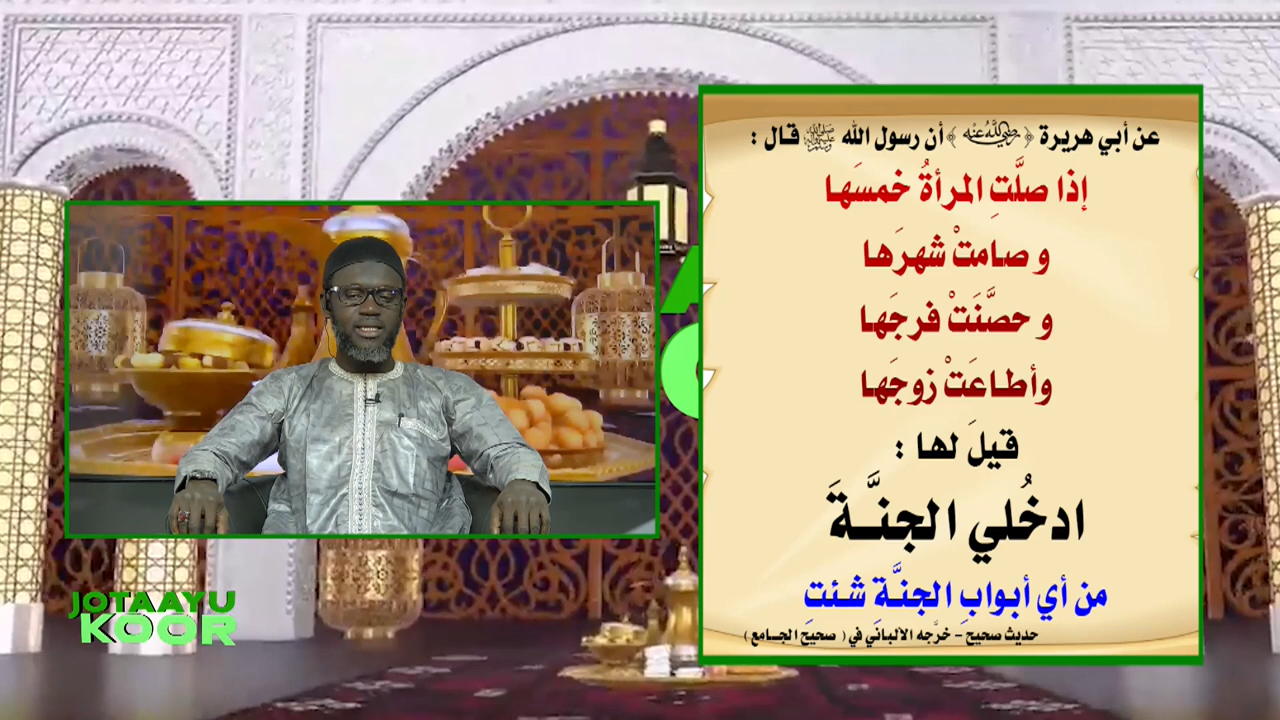 عن أبي هريرة ﴿ رضي الله عنه ﴾ أن رسول الله ﷺ قال :
إذا صلَّتِ المرأةُ خمسَها
و صامتْ شهرَها
و حصَّنَتْ فرجَها
وأطاعَتْ زوجَها
قيلَ لها :
ادخُلي الجنَّةَ
من أي أبوابِ الجنَّةِ شئتِ
حديث صحيح - خرَّجه الألباني في ( صحيح الجامع )
JOTAAYU
KOOR